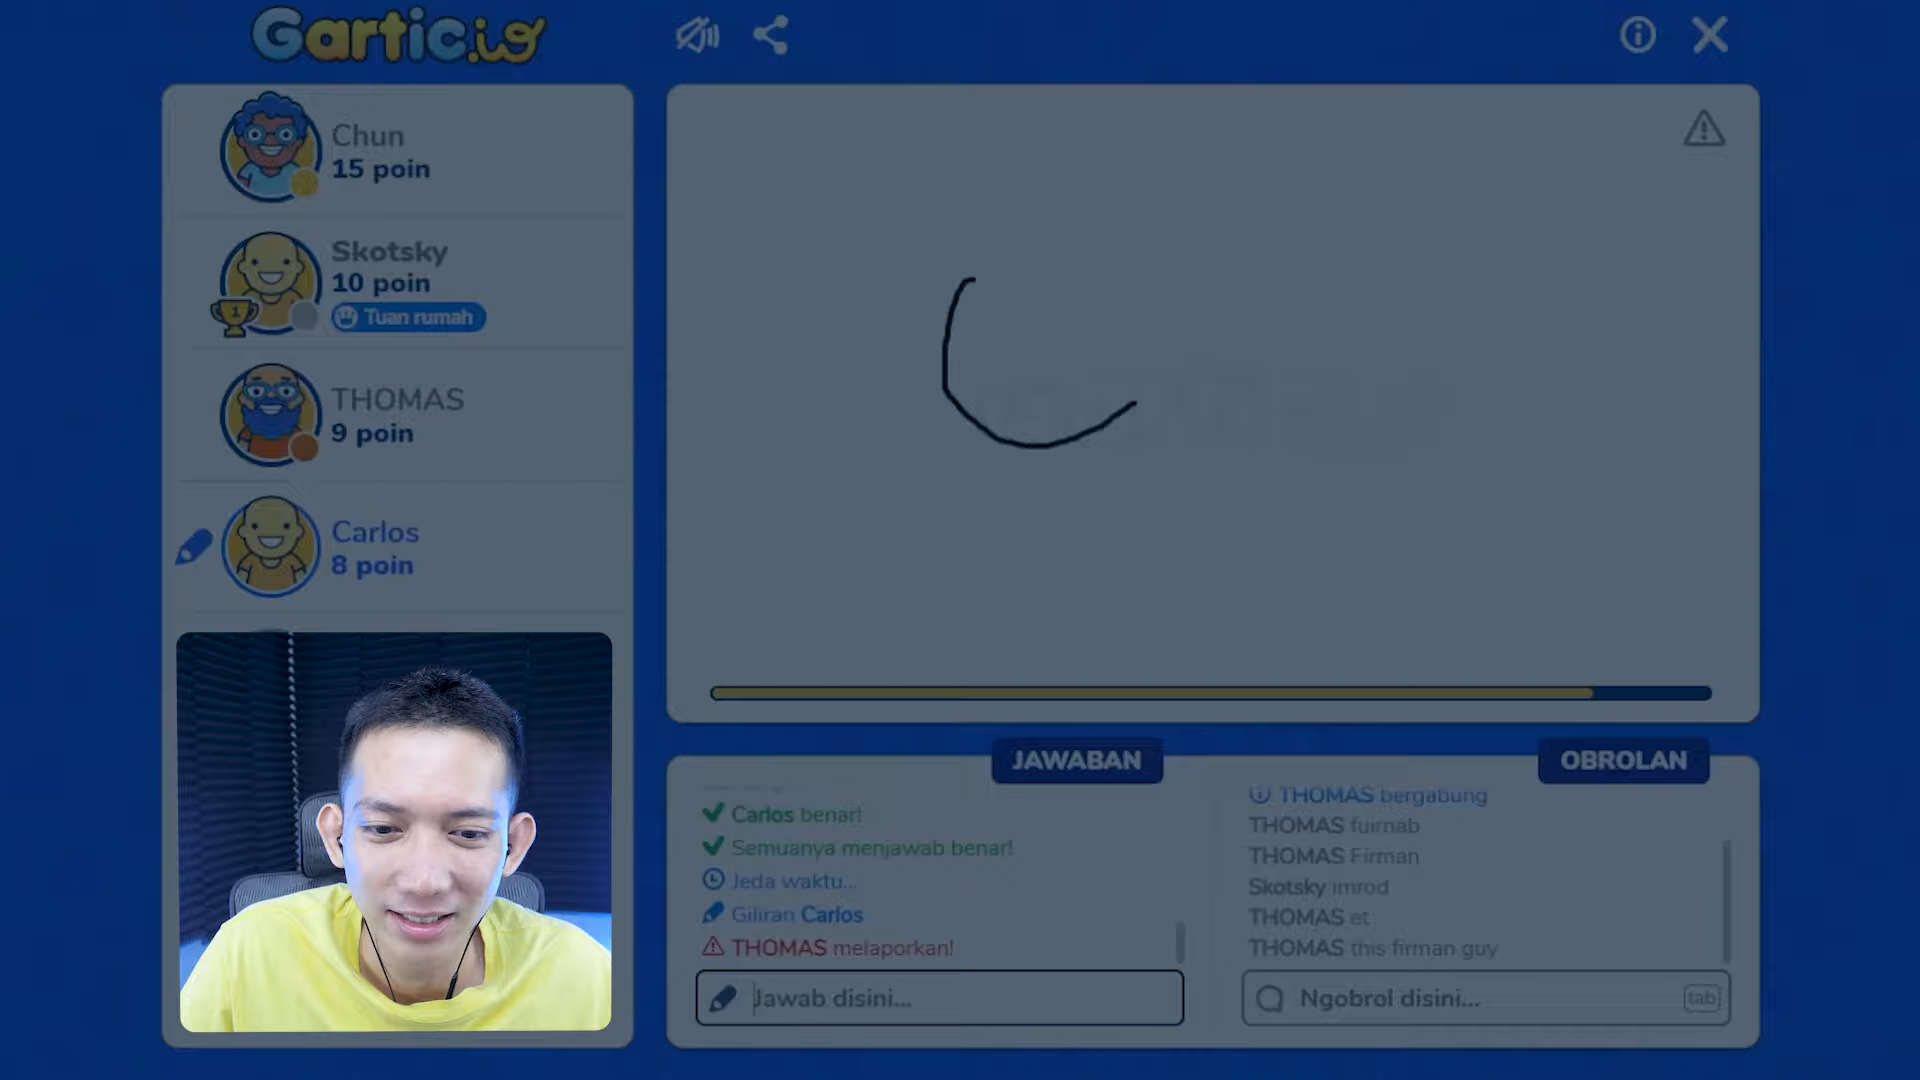 Gartic.io
Chun
15 poin
Skotsky
10 poin
Tuan rumah
THOMAS
9 poin
Carlos
8 poin
JAWABAN
Carlos benar!
Semuanya menjawab benar!
Jeda waktu...
Giliran Carlos
THOMAS melaporkan!
Jawab disini...
OBROLAN
THOMAS bergabung
THOMAS fuirnab
THOMAS Firman
Skotsky imrod
THOMAS et
THOMAS this firman guy
Ngobrol disini...
tab